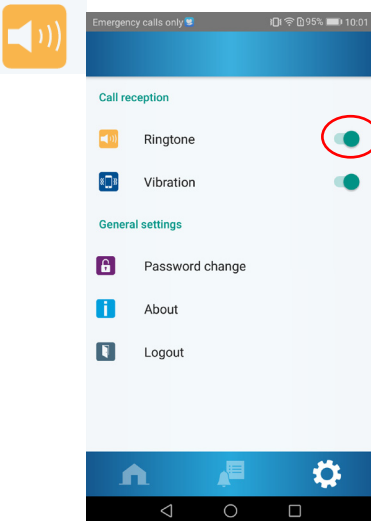 Emergency calls only 95% 10:01
Call reception
Ringtone
Vibration
General settings
Password change
About
Logout